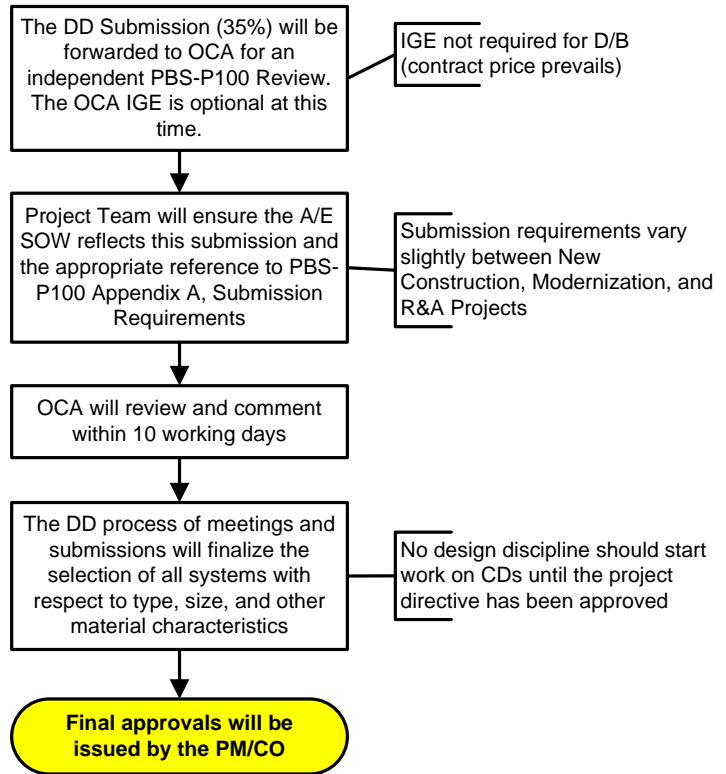 The DD Submission (35%) will be
forwarded to OCA for an
independent PBS-P100 Review.
The OCA IGE is optional at this
time.
IGE not required for D/B
(contract price prevails)
Project Team will ensure the A/E
SOW reflects this submission and
the appropriate reference to PBS-
P100 Appendix A, Submission
Requirements
Submission requirements vary
slightly between New
Construction, Modernization, and
R&A Projects
OCA will review and comment
within 10 working days
The DD process of meetings and
submissions will finalize the
selection of all systems with
respect to type, size, and other
material characteristics
No design discipline should start
work on CDs until the project
directive has been approved
Final approvals will be
issued by the PM/CO